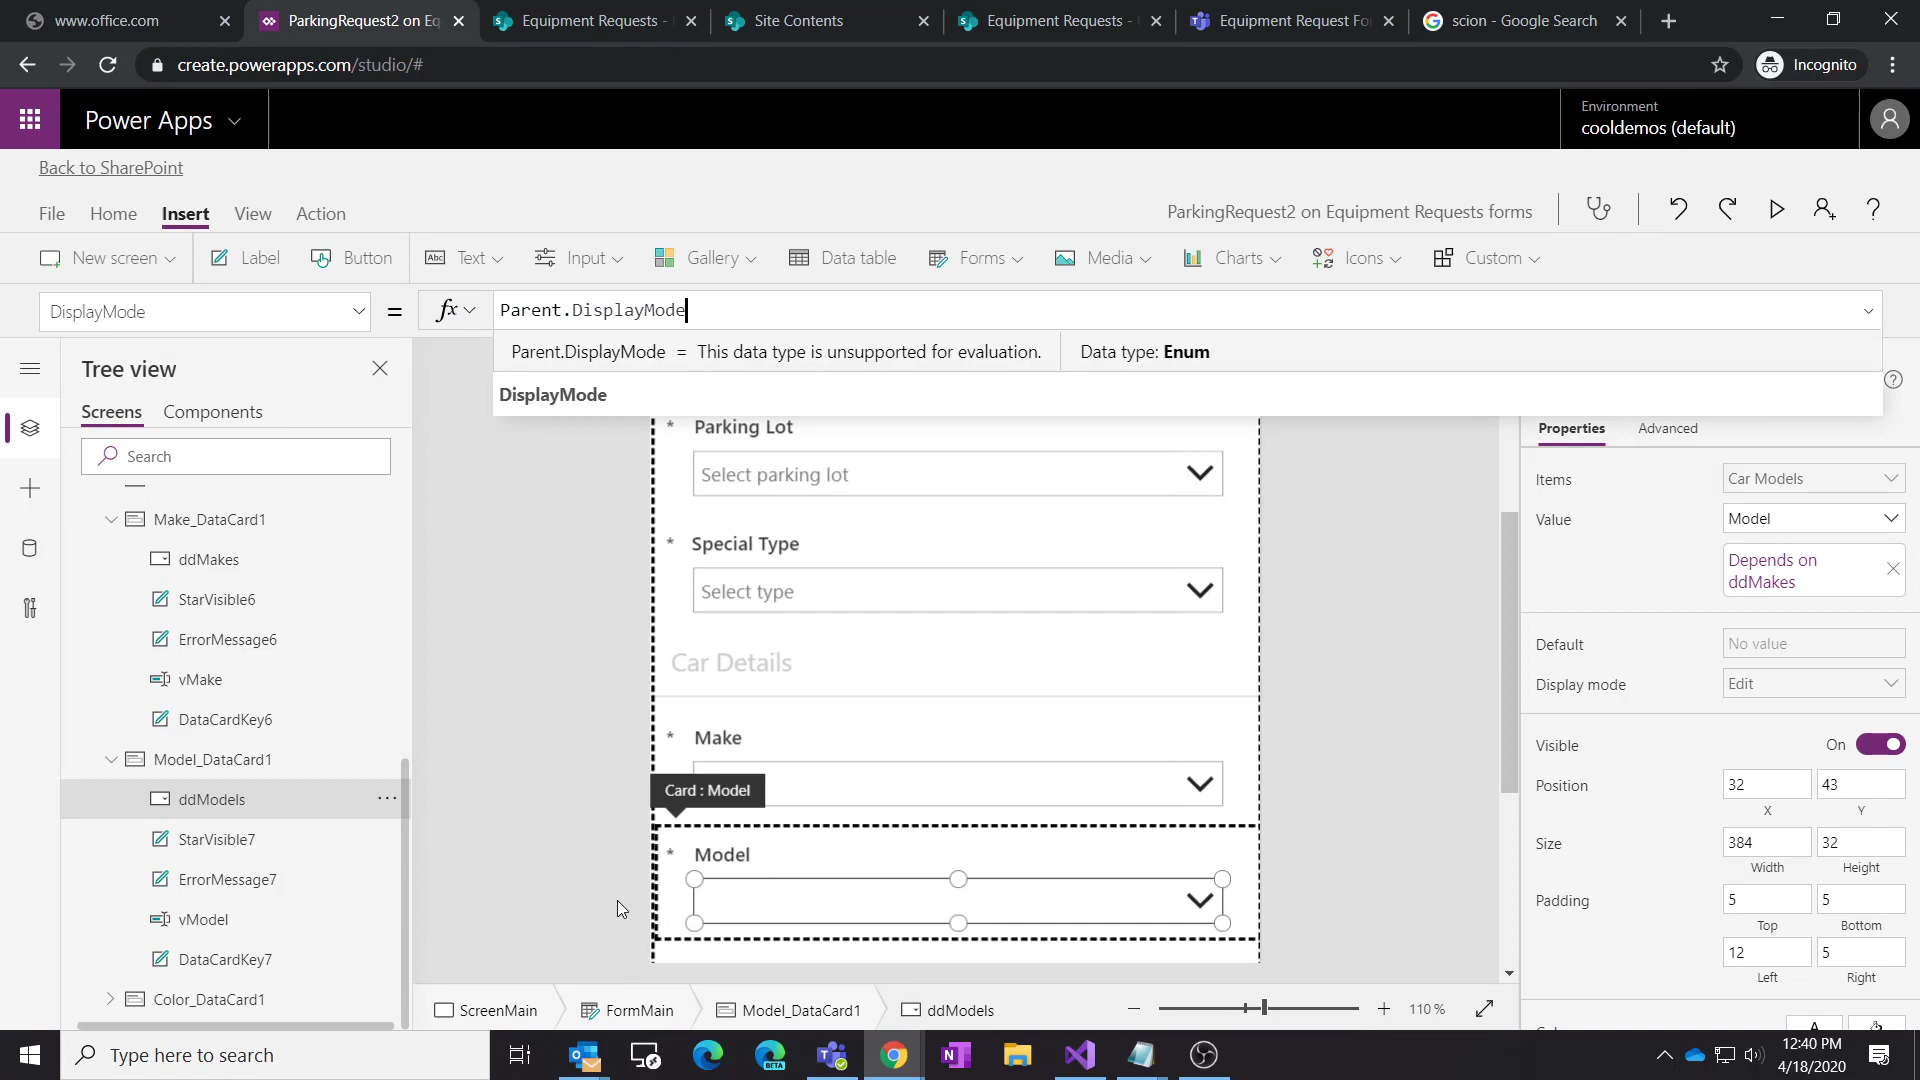 www.office.com
ParkingRequest2 on Eq
Equipment Requests -
Site Contents
Equipment Requests -
Equipment Request Fo
scion - Google Search
create.powerapps.com/studio/#
Incognito
Power Apps
Environment
cooldemos (default)
Back to SharePoint
File
Home
Insert
View
Action
ParkingRequest2 on Equipment Requests forms
New screen
Label
Button
Abc
Text
Input
Gallery
Data table
Forms
Media
Charts
Icons
Custom
DisplayMode
=
fx
Parent.DisplayMode
Parent.DisplayMode = This data type is unsupported for evaluation.
Data type: Enum
DisplayMode
Tree view
Screens
Components
Search
Make_DataCard1
ddMakes
StarVisible6
ErrorMessage6
vMake
DataCardKey6
Model_DataCard1
ddModels
StarVisible7
ErrorMessage7
vModel
DataCardKey7
Color_DataCard1
* Parking Lot
Select parking lot
* Special Type
Select type
Car Details
* Make
Card : Model
* Model
Properties
Advanced
Items
Car Models
Value
Model
Depends on
ddMakes
Default
No value
Display mode
Edit
Visible
On
Position
32
43
X
Y
Size
384
32
Width
Height
Padding
5
5
Top
Bottom
12
5
Left
Right
ScreenMain
FormMain
Model_DataCard1
ddModels
110 %
Type here to search
BETA
12:40 PM
4/18/2020